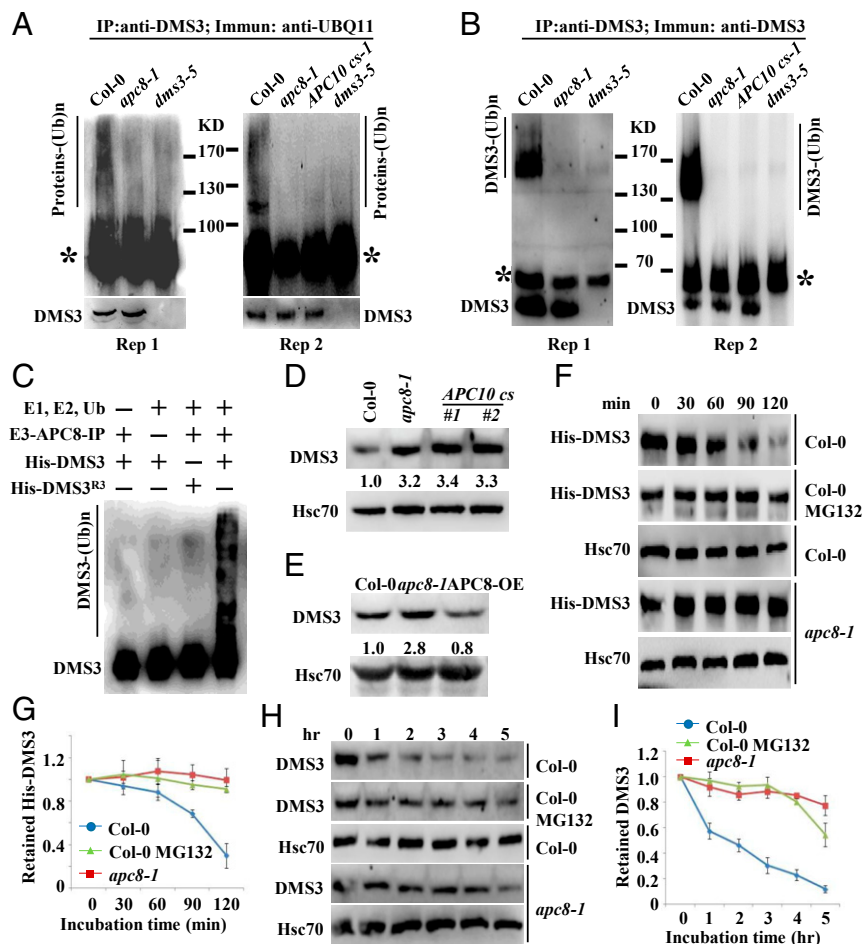 A
IP:anti-DMS3; Immun: anti-UBQ11
Col-0
apc8-1
dms3-5
Col-0
apc8-1
APC10 cs-1
dms3-5
Proteins-(Ub)n
KD
170
130
100
Proteins-(Ub)n
*
*
DMS3
DMS3
Rep 1
Rep 2
B
IP:anti-DMS3; Immun: anti-DMS3
Col-0
apc8-1
dms3-5
Col-0
apc8-1
APC10 cs-1
dms3-5
DMS3-(Ub)n
KD
170
130
100
70
DMS3-(Ub)n
*
*
DMS3
DMS3
Rep 1
Rep 2
C
E1, E2, Ub − + + +
E3-APC8-IP + − + +
His-DMS3 + + − +
His-DMS3R3 − − + −
DMS3-(Ub)n
DMS3
D
Col-0
apc8-1
APC10 cs
#1 #2
DMS3
1.0 3.2 3.4 3.3
Hsc70
E
Col-0 apc8-1 APC8-OE
DMS3
1.0 2.8 0.8
Hsc70
F
min 0 30 60 90 120
His-DMS3 Col-0
His-DMS3 Col-0
MG132
Hsc70 Col-0
His-DMS3
apc8-1
Hsc70
G
Retained His-DMS3
1.2
1
0.8
0.6
0.4
0.2
0
Col-0
Col-0 MG132
apc8-1
0 30 60 90 120
Incubation time (min)
H
hr 0 1 2 3 4 5
DMS3 Col-0
DMS3 Col-0
MG132
Hsc70 Col-0
DMS3
apc8-1
Hsc70
I
Col-0
Col-0 MG132
apc8-1
Retained DMS3
1.0
0.8
0.6
0.4
0.2
0
0 1 2 3 4 5
Incubation time (hr)